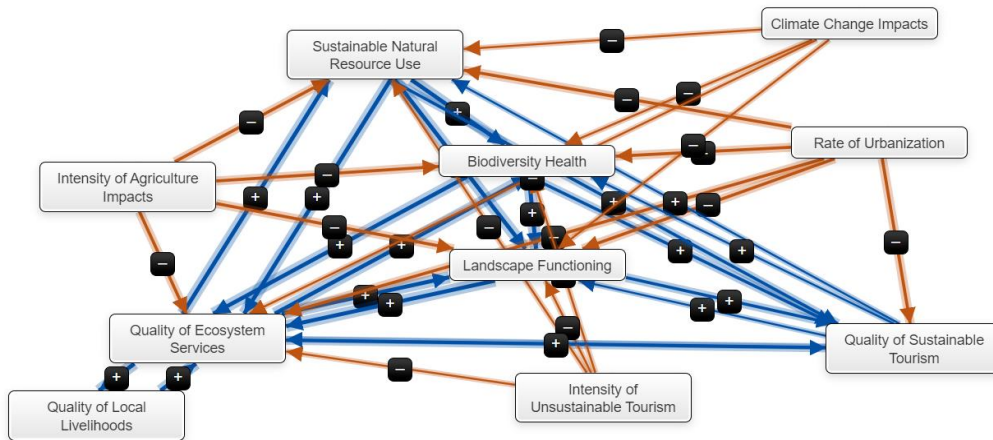 Climate Change Impacts
Sustainable Natural
Resource Use
Rate of Urbanization
Biodiversity Health
Intensity of Agriculture
Impacts
Landscape Functioning
Quality of Ecosystem
Services
Quality of Sustainable
Tourism
Intensity of
Unsustainable Tourism
Quality of Local
Livelihoods